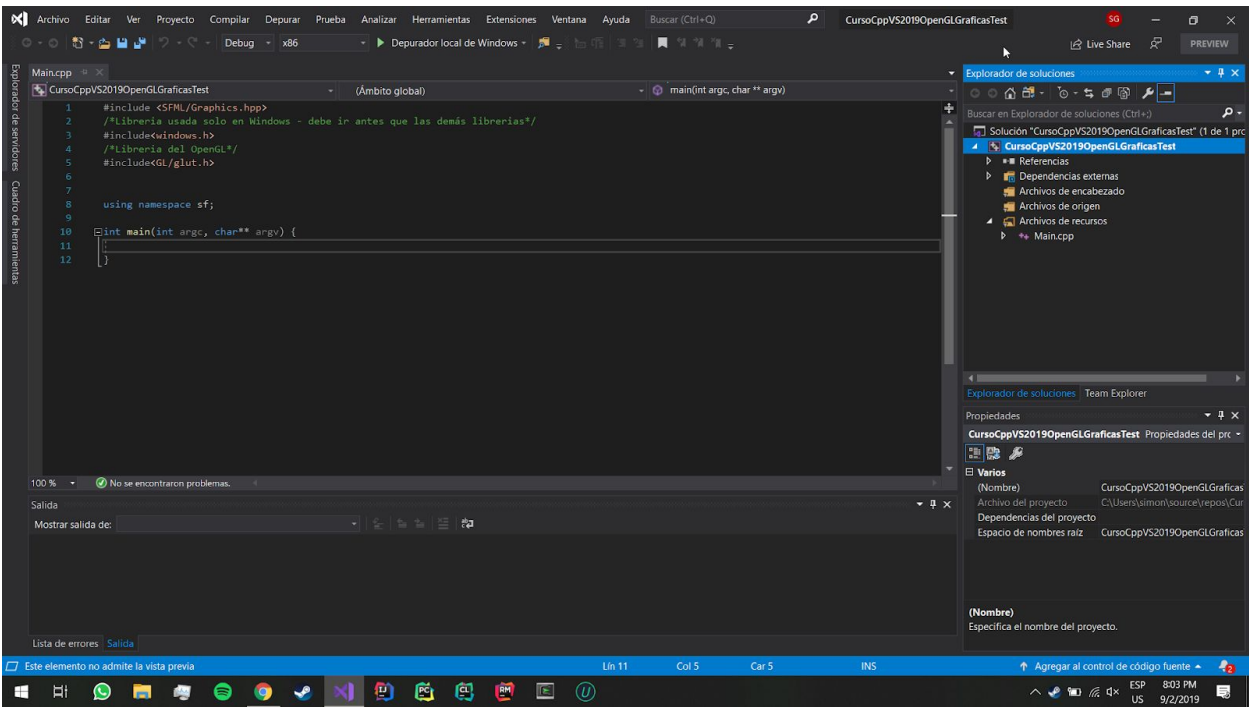 Archivo Editar Ver Proyecto Compilar Depurar Prueba Analizar Herramientas Extensiones Ventana Ayuda Buscar (Ctrl+Q) CursoCppVS2019OpenGLGraficasTest SG
Debug x86 Depurador local de Windows Live Share PREVIEW
Explorador de servidores
Cuadro de herramientas
Main.cpp
CursoCppVS2019OpenGLGraficasTest (Ámbito global) main(int argc, char ** argv)
1 #include <SFML/Graphics.hpp>
2 /*Libreria usada solo en Windows - debe ir antes que las demás librerias*/
3 #include<windows.h>
4 /*Libreria del OpenGL*/
5 #include<GL/glut.h>
6
7
8 using namespace sf;
9
10 int main(int argc, char** argv) {
11
12 }
100 % No se encontraron problemas.
Salida
Mostrar salida de:
Lista de errores Salida
Explorador de soluciones
Buscar en Explorador de soluciones (Ctrl+;)
Solución "CursoCppVS2019OpenGLGraficasTest" (1 de 1 prc
CursoCppVS2019OpenGLGraficasTest
Referencias
Dependencias externas
Archivos de encabezado
Archivos de origen
Archivos de recursos
Main.cpp
Explorador de soluciones Team Explorer
Propiedades
CursoCppVS2019OpenGLGraficasTest Propiedades del prc
Varios
(Nombre) CursoCppVS2019OpenGLGraficas
Archivo del proyecto C:\Users\simon\source\repos\Cur
Dependencias del proyecto
Espacio de nombres raíz CursoCppVS2019OpenGLGraficas
(Nombre)
Especifica el nombre del proyecto.
Este elemento no admite la vista previa Lín 11 Col 5 Car 5 INS Agregar al control de código fuente 2
IJ PC CL RM U ESP US 8:03 PM 9/2/2019